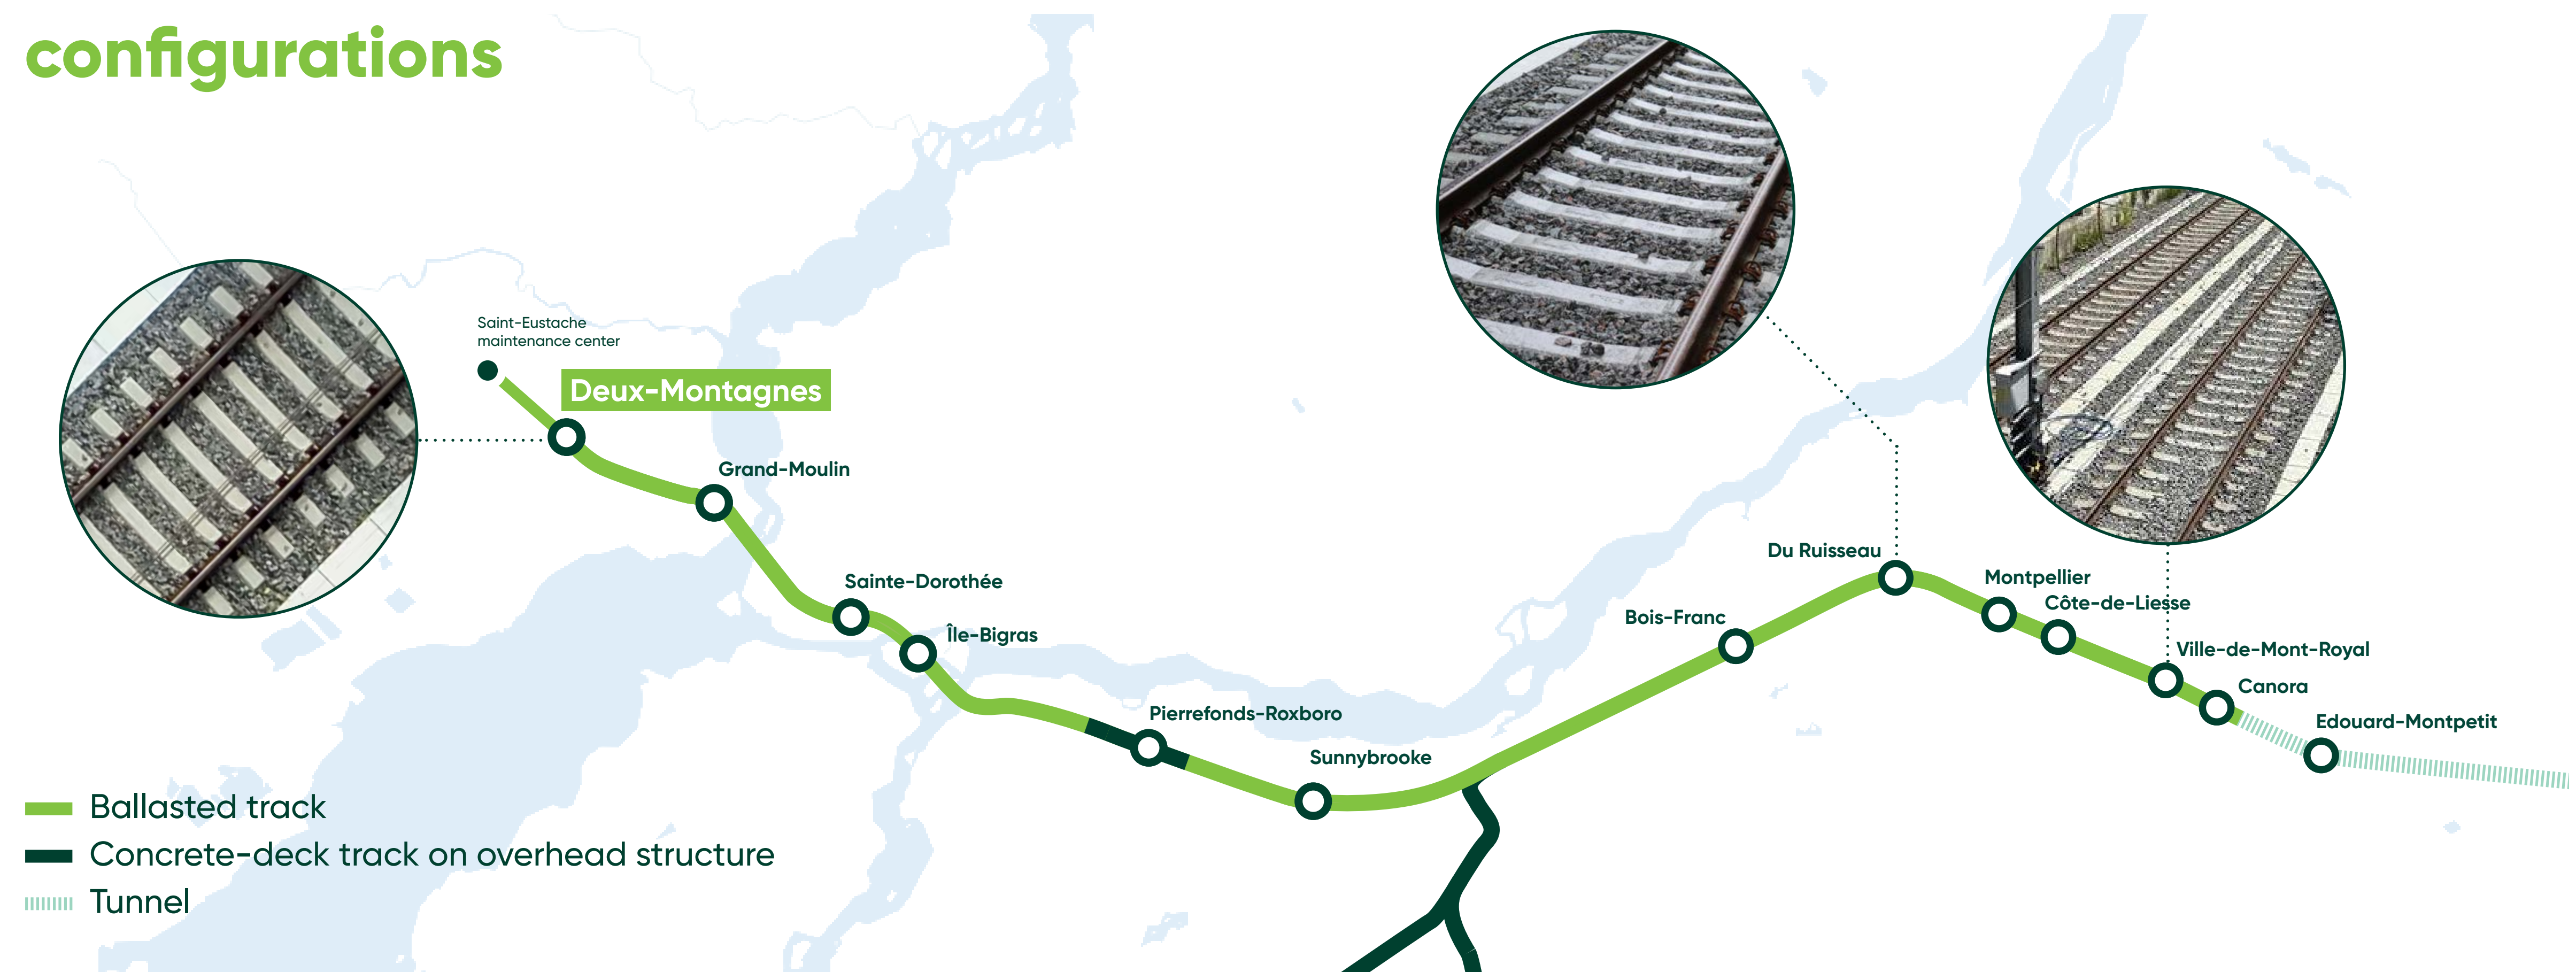 configurations
Saint-Eustache
maintenance center
Deux-Montagnes
Grand-Moulin
Sainte-Dorothée
Île-Bigras
Pierrefonds-Roxboro
Sunnybrooke
Bois-Franc
Du Ruisseau
Montpellier
Côte-de-Liesse
Ville-de-Mont-Royal
Canora
Edouard-Montpetit
Ballasted track
Concrete-deck track on overhead structure
Tunnel